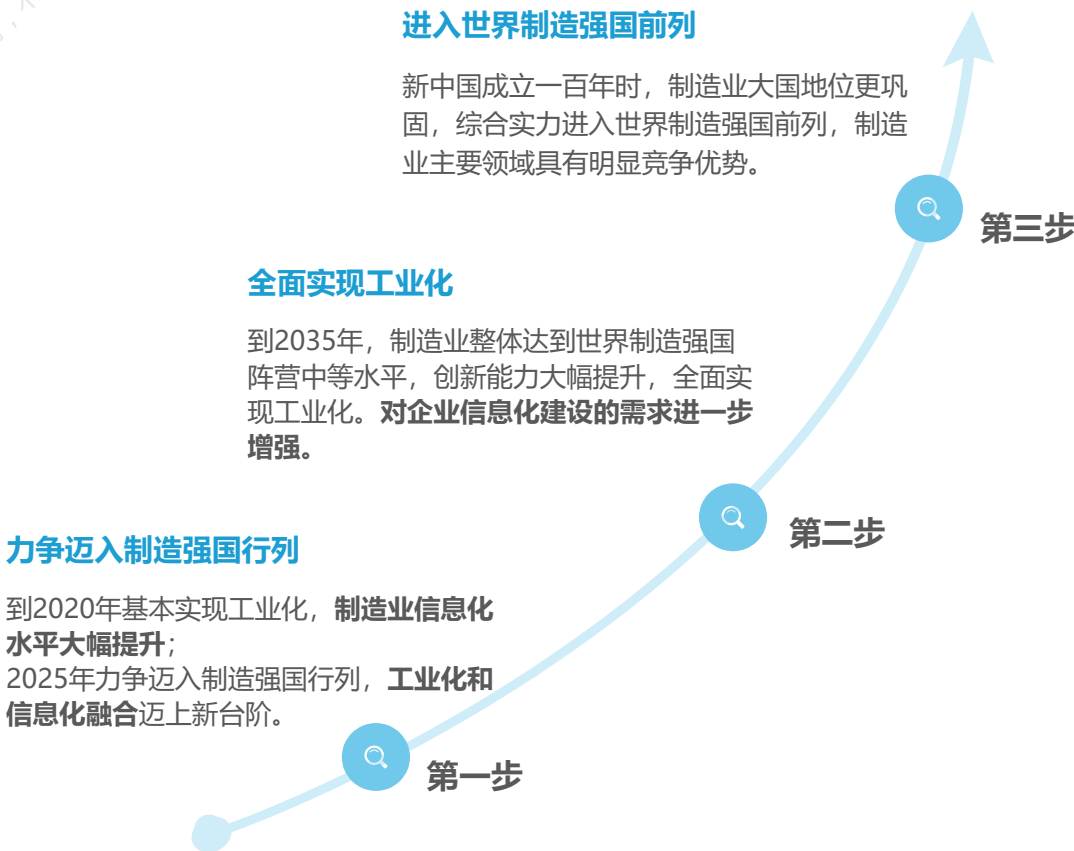 进入世界制造强国前列
新中国成立一百年时，制造业大国地位更巩
固，综合实力进入世界制造强国前列，制造
业主要领域具有明显竞争优势。
第三步
全面实现工业化
到2035年，制造业整体达到世界制造强国
阵营中等水平，创新能力大幅提升，全面实
现工业化。对企业信息化建设的需求进一步
增强。
第二步
力争迈入制造强国行列
到2020年基本实现工业化，制造业信息化
水平大幅提升；
2025年力争迈入制造强国行列，工业化和
信息化融合迈上新台阶。
第一步